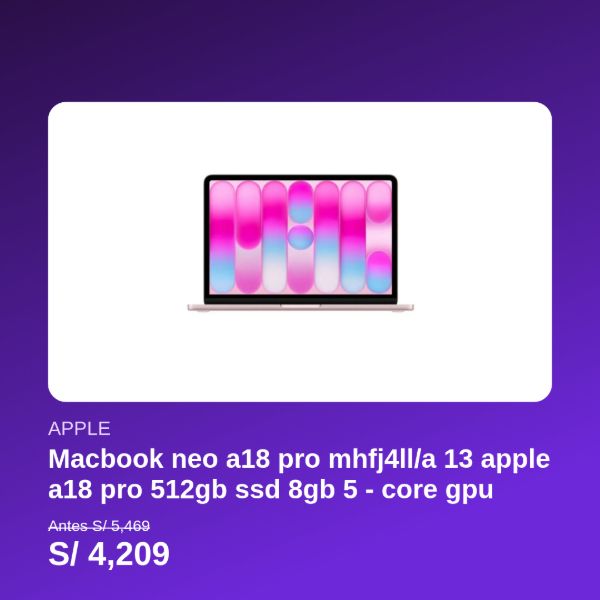 APPLE
Macbook neo a18 pro mhfj4ll/a 13 apple
a18 pro 512gb ssd 8gb 5 - core gpu
Antes S/ 5,469
S/ 4,209